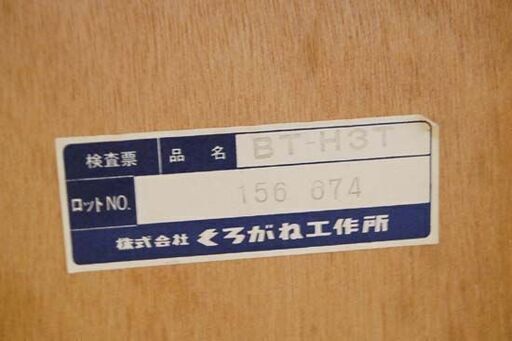 検査票 品名 BT-H3T
ロットNO. 156 674
株式会社 くろがね工作所